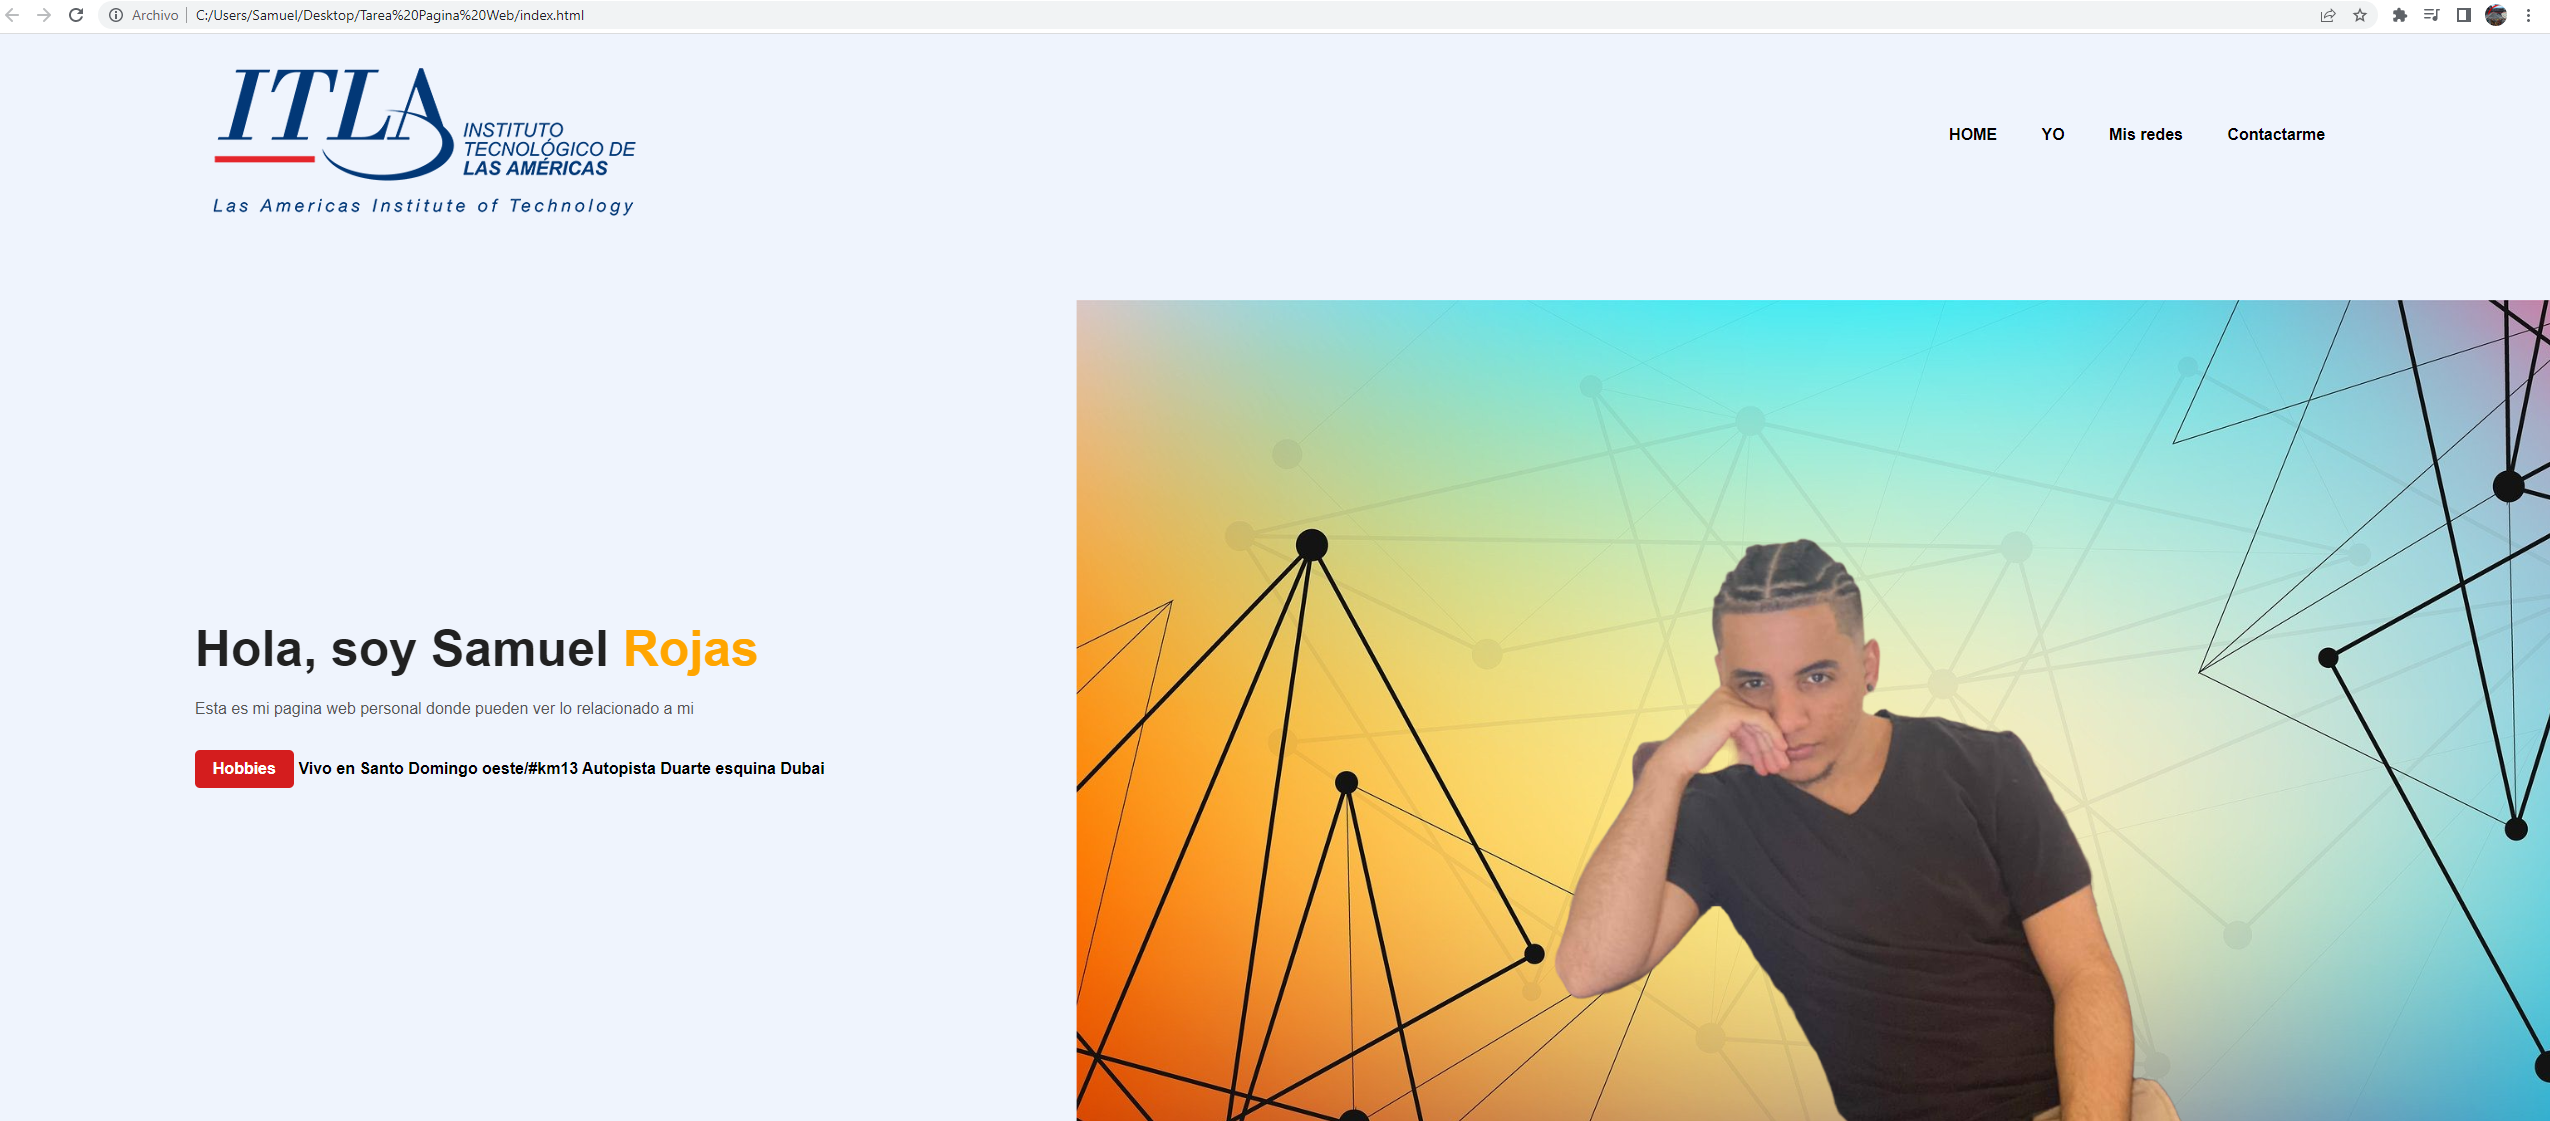 Archivo C:/Users/Samuel/Desktop/Tarea%20Pagina%20Web/index.html
ITLA
INSTITUTO
TECNOLÓGICO DE
LAS AMÉRICAS
Las Americas Institute of Technology
HOME YO Mis redes Contactarme
Hola, soy Samuel Rojas
Esta es mi pagina web personal donde pueden ver lo relacionado a mi
Hobbies Vivo en Santo Domingo oeste/#km13 Autopista Duarte esquina Dubai